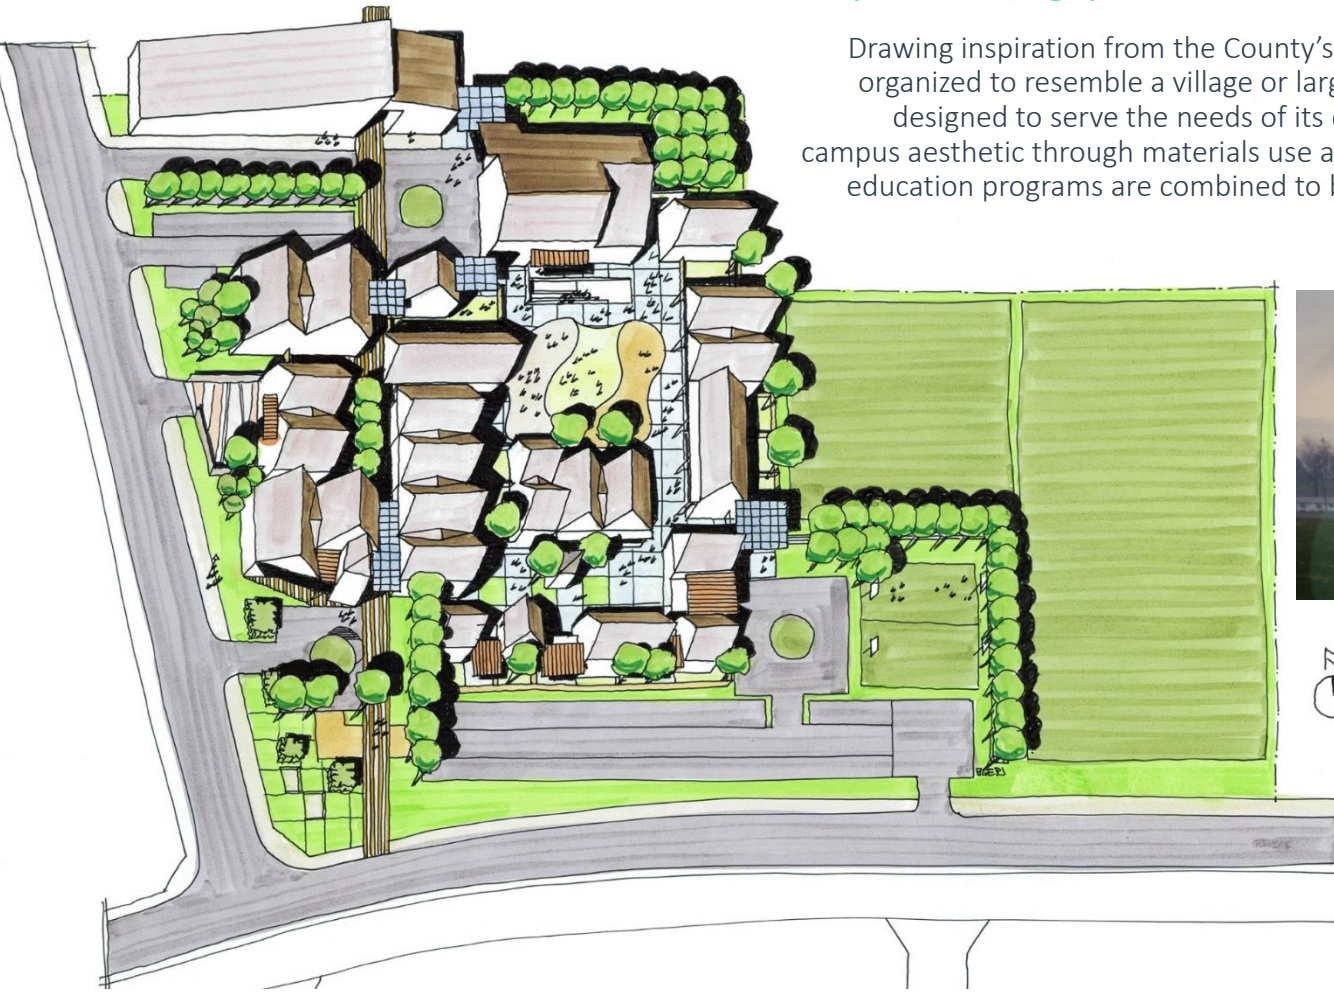 Drawing inspiration from the County's
organized to resemble a village or larg
designed to serve the needs of its
campus aesthetic through materials use a
education programs are combined to b